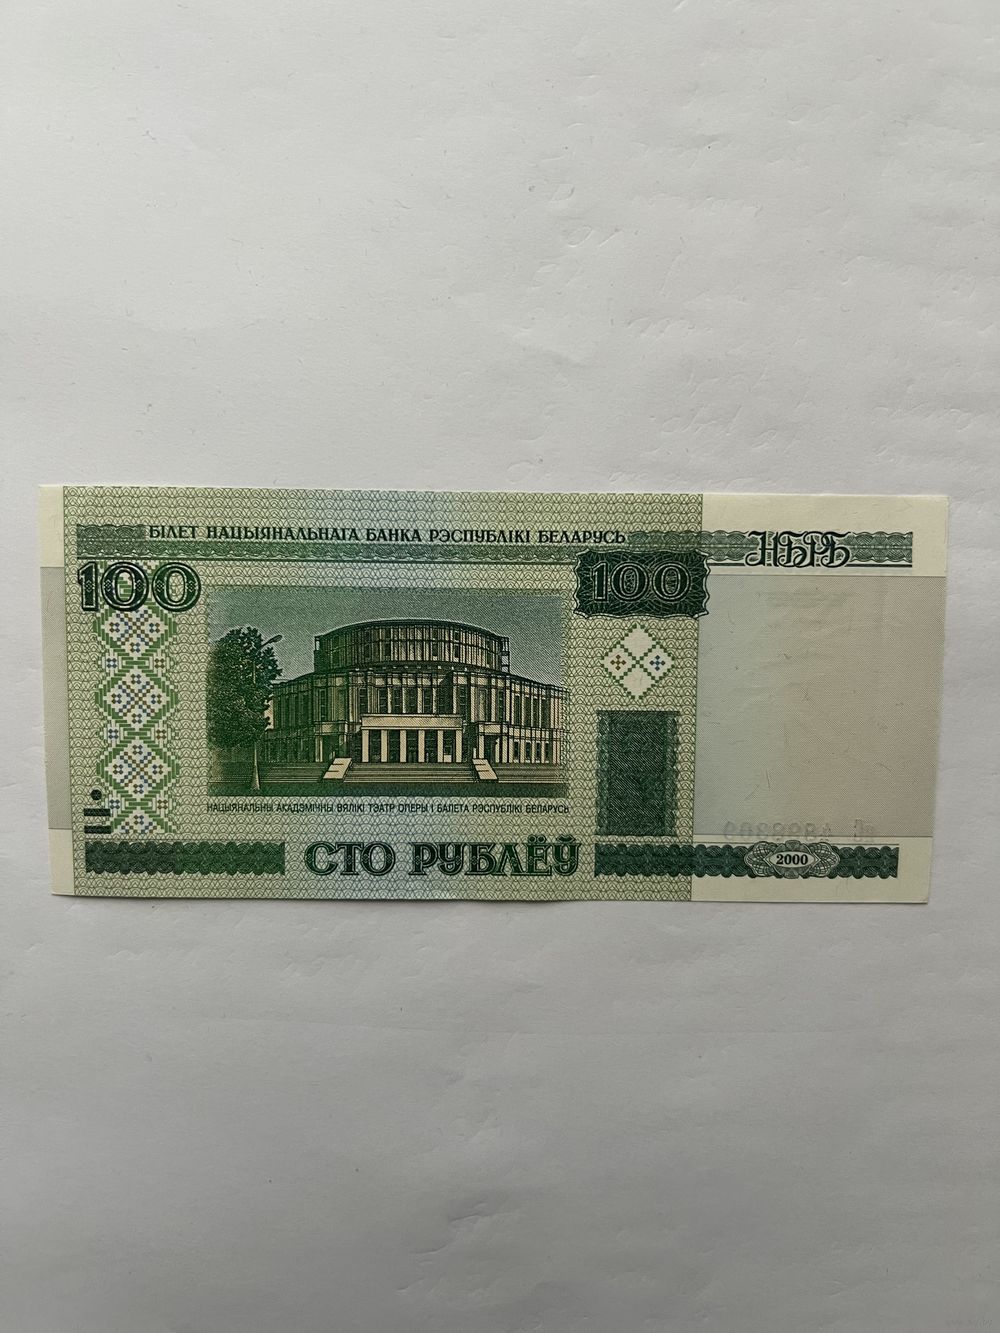 БІЛЕТ НАЦЫЯНАЛЬНАГА БАНКА РЭСПУБЛІКІ БЕЛАРУСЬ
НБРБ
100
100
НАЦЫЯНАЛЬНЫ АКАДЭМІЧНЫ ВЯЛІКІ ТЭАТР ОПЕРЫ І БАЛЕТА РЭСПУБЛІКІ БЕЛАРУСЬ
СТО РУБЛЁЎ
2000